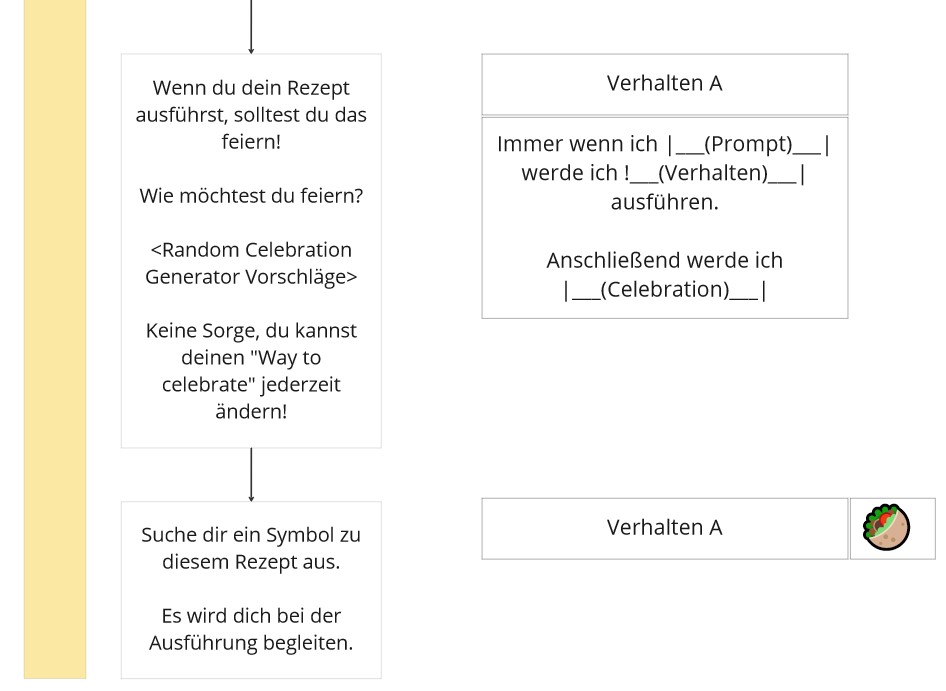 Wenn du dein Rezept
ausführst, solltest du das
feiern!
Wie möchtest du feiern?
<Random Celebration
Generator Vorschläge>
Keine Sorge, du kannst
deinen "Way to
celebrate" jederzeit
ändern!
Verhalten A
Immer wenn ich |___(Prompt)___|
werde ich !___(Verhalten)___|
ausführen.
Anschließend werde ich
|___(Celebration)___|
Suche dir ein Symbol zu
diesem Rezept aus.
Es wird dich bei der
Ausführung begleiten.
Verhalten A